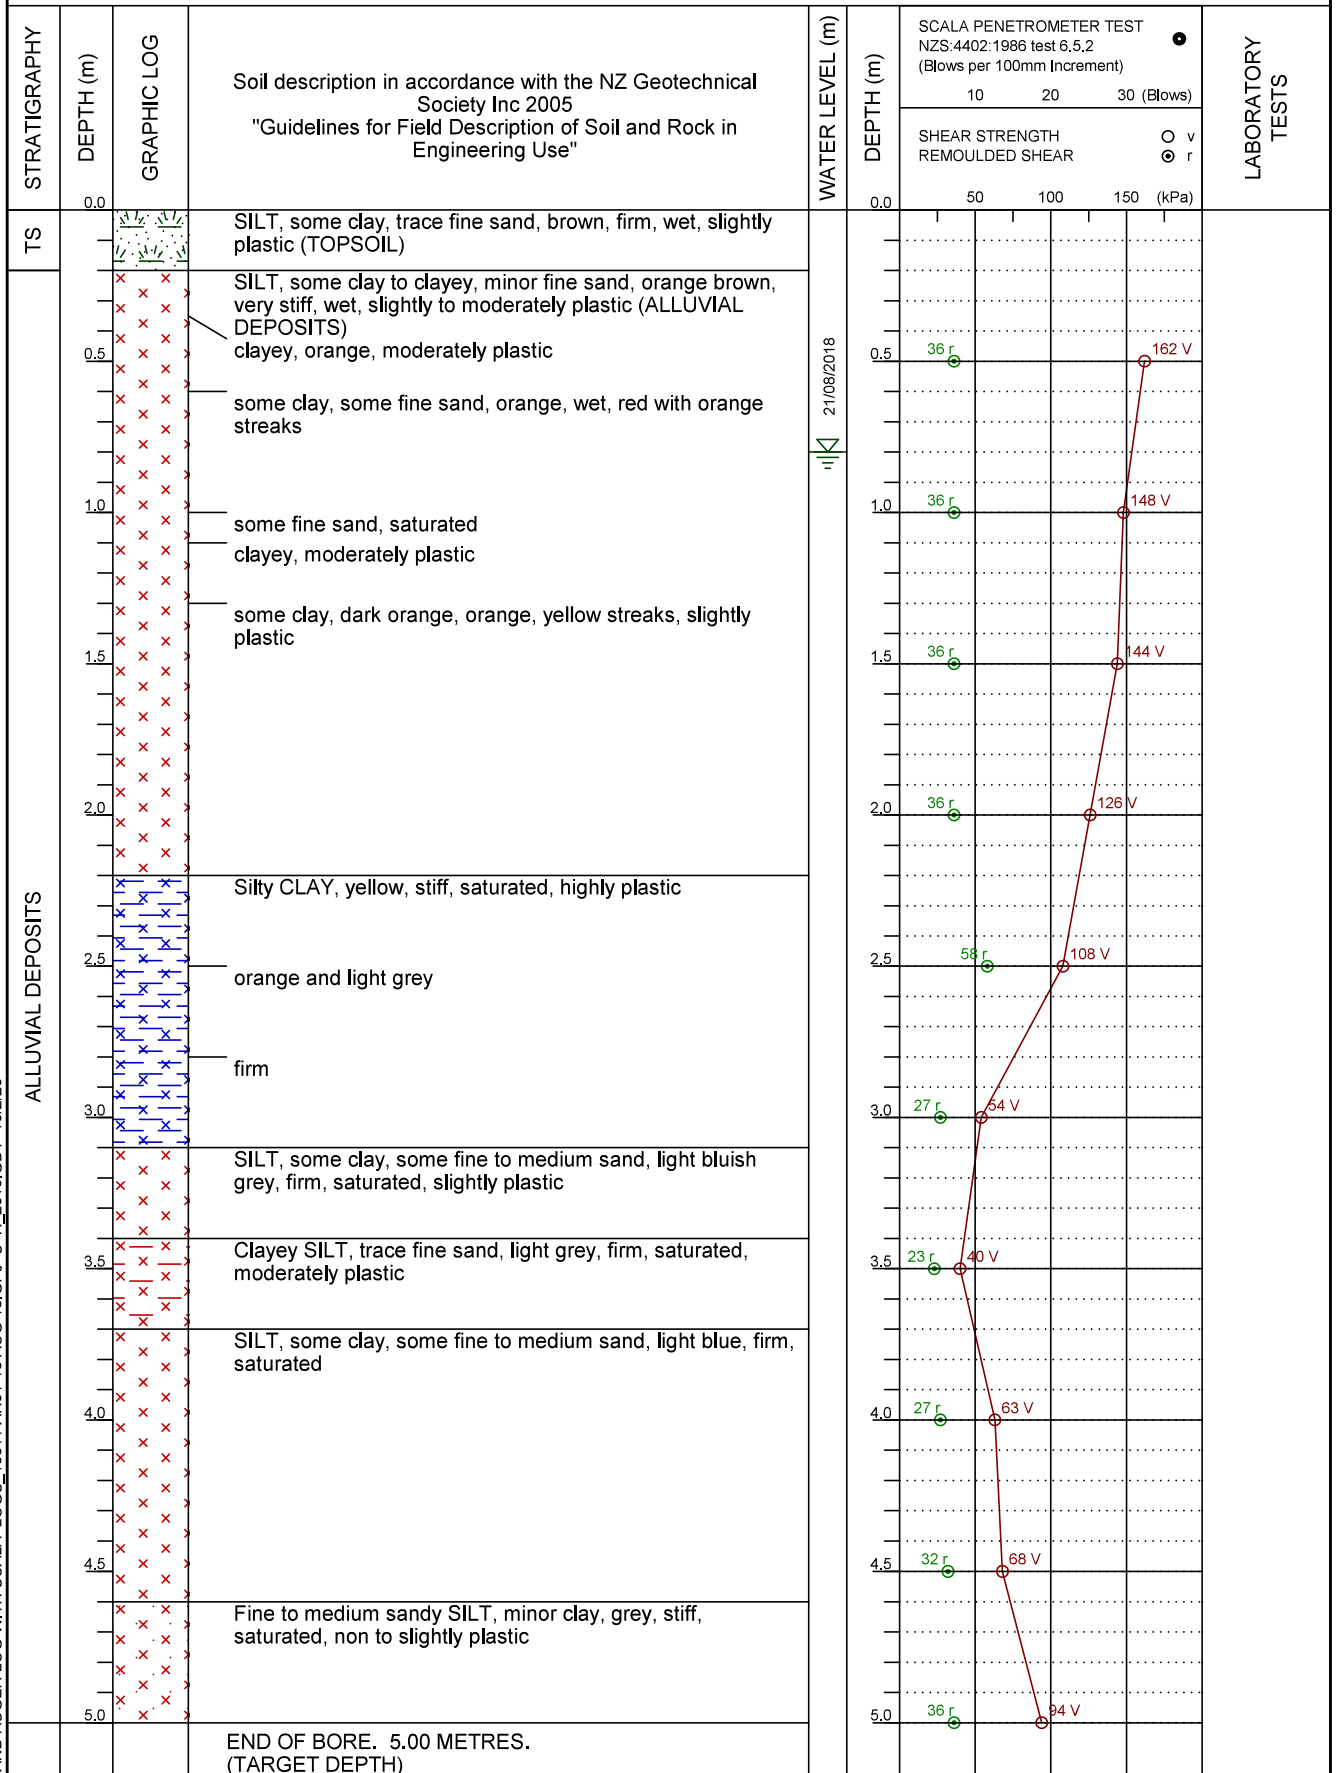 STRATIGRAPHY
DEPTH (m)
GRAPHIC LOG
Soil description in accordance with the NZ Geotechnical
Society Inc 2005
"Guidelines for Field Description of Soil and Rock in
Engineering Use"
WATER LEVEL (m)
DEPTH (m)
SCALA PENETROMETER TEST
NZS:4402:1986 test 6.5.2
(Blows per 100mm Increment)
10 20 30 (Blows)
SHEAR STRENGTH v
REMOULDED SHEAR r
50 100 150 (kPa)
LABORATORY
TESTS
0.0 0.0
TS
SILT, some clay, trace fine sand, brown, firm, wet, slightly
plastic (TOPSOIL)
SILT, some clay to clayey, minor fine sand, orange brown,
very stiff, wet, slightly to moderately plastic (ALLUVIAL
DEPOSITS)
clayey, orange, moderately plastic
0.5 0.5 36 r 162 V
21/08/2018
some clay, some fine sand, orange, wet, red with orange
streaks
1.0 1.0 36 r 148 V
some fine sand, saturated
clayey, moderately plastic
some clay, dark orange, orange, yellow streaks, slightly
plastic
1.5 1.5 36 r 144 V
2.0 2.0 36 r 126 V
ALLUVIAL DEPOSITS
Silty CLAY, yellow, stiff, saturated, highly plastic
2.5 2.5 58 r 108 V
orange and light grey
firm
3.0 3.0 27 r 54 V
SILT, some clay, some fine to medium sand, light bluish
grey, firm, saturated, slightly plastic
Clayey SILT, trace fine sand, light grey, firm, saturated,
moderately plastic
3.5 3.5 23 r 40 V
SILT, some clay, some fine to medium sand, light blue, firm,
saturated
4.0 4.0 27 r 63 V
4.5 4.5 32 r 68 V
Fine to medium sandy SILT, minor clay, grey, stiff,
saturated, non to slightly plastic
5.0 5.0 36 r 94 V
END OF BORE. 5.00 METRES.
(TARGET DEPTH)